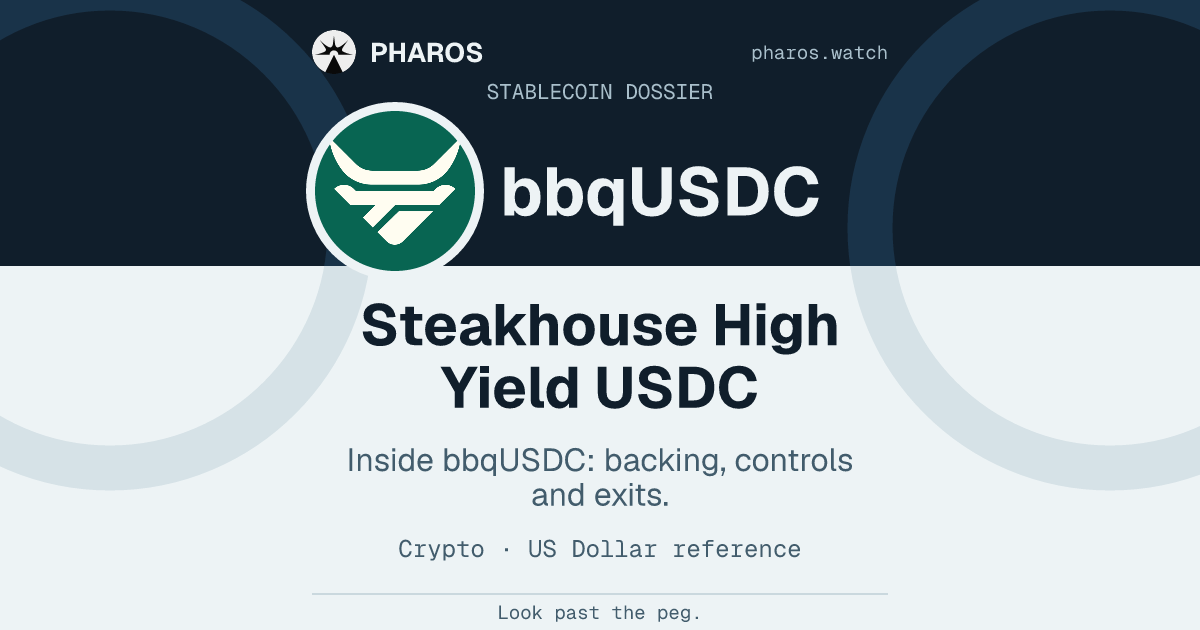 PHAROS
pharos.watch
STABLECOIN DOSSIER
bbqUSDC
Steakhouse High
Yield USDC
Inside bbqUSDC: backing, controls
and exits.
Crypto · US Dollar reference
Look past the peg.